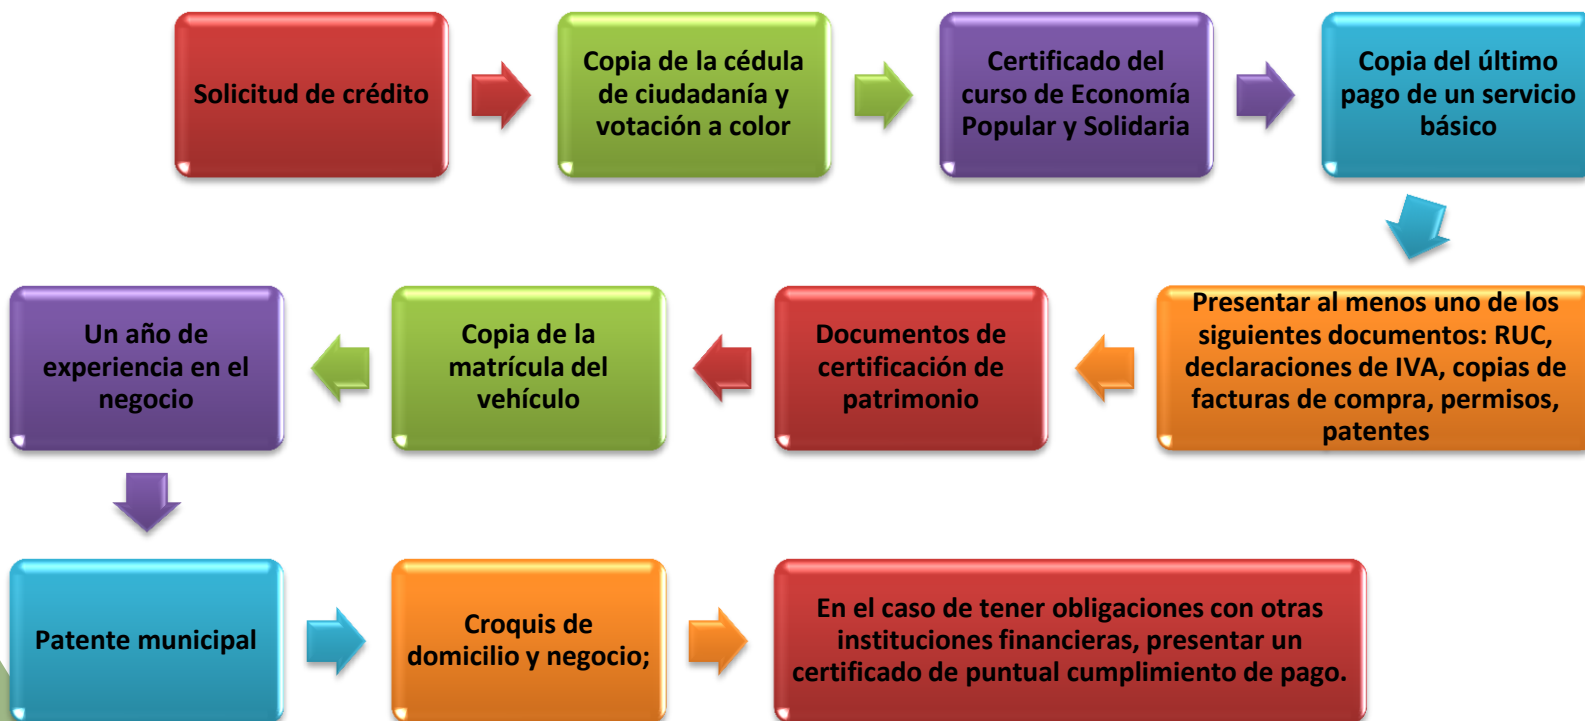 Solicitud de crédito
Copia de la cédula
de ciudadanía y
votación a color
Certificado del
curso de Economía
Popular y Solidaria
Copia del último
pago de un servicio
básico
Presentar al menos uno de los
siguientes documentos: RUC,
declaraciones de IVA, copias de
facturas de compra, permisos,
patentes
Documentos de
certificación de
patrimonio
Copia de la
matrícula del
vehículo
Un año de
experiencia en el
negocio
Patente municipal
Croquis de
domicilio y negocio;
En el caso de tener obligaciones con otras
instituciones financieras, presentar un
certificado de puntual cumplimiento de pago.